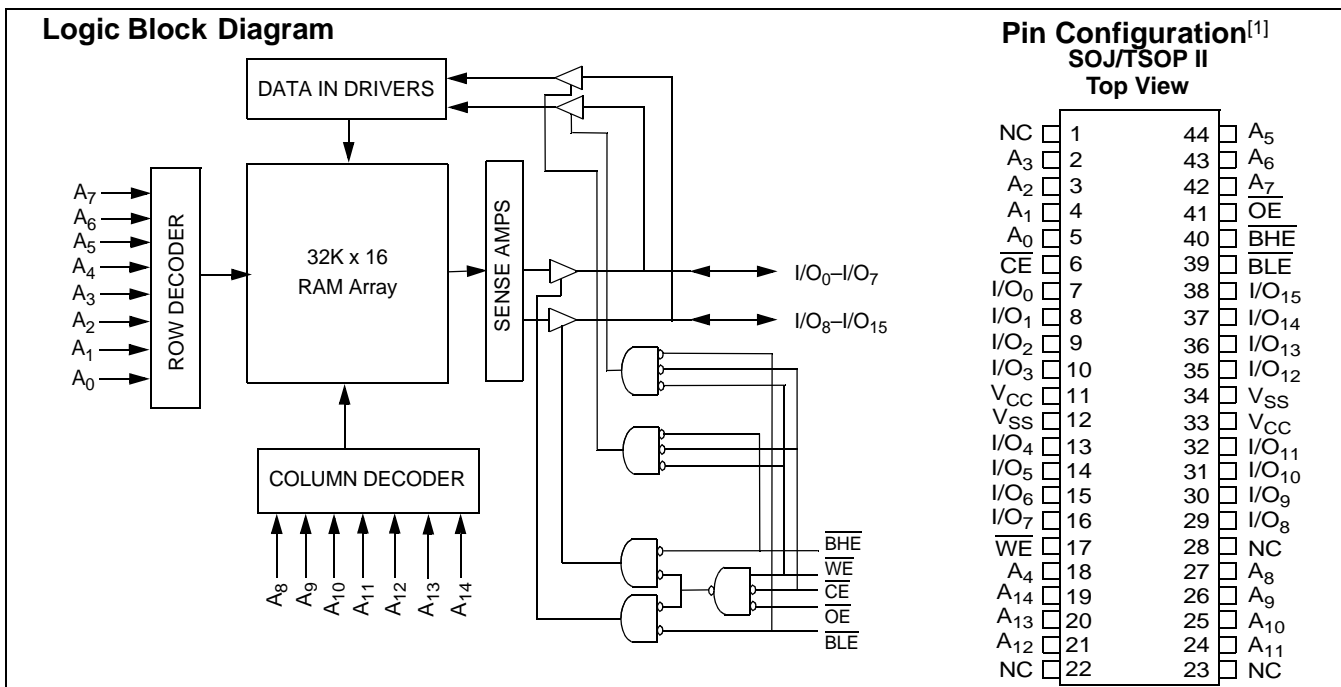 Logic Block Diagram
DATA IN DRIVERS
A7
A6
A5
A4
A3
A2
A1
A0
ROW DECODER
32K x 16
RAM Array
SENSE AMPS
I/O0–I/O7
I/O8–I/O15
COLUMN DECODER
A8
A9
A10
A11
A12
A13
A14
BHE
WE
CE
OE
BLE
Pin Configuration[1]
SOJ/TSOP II
Top View
NC 1 44 A5
A3 2 43 A6
A2 3 42 A7
A1 4 41 OE
A0 5 40 BHE
CE 6 39 BLE
I/O0 7 38 I/O15
I/O1 8 37 I/O14
I/O2 9 36 I/O13
I/O3 10 35 I/O12
VCC 11 34 VSS
VSS 12 33 VCC
I/O4 13 32 I/O11
I/O5 14 31 I/O10
I/O6 15 30 I/O9
I/O7 16 29 I/O8
WE 17 28 NC
A4 18 27 A8
A14 19 26 A9
A13 20 25 A10
A12 21 24 A11
NC 22 23 NC